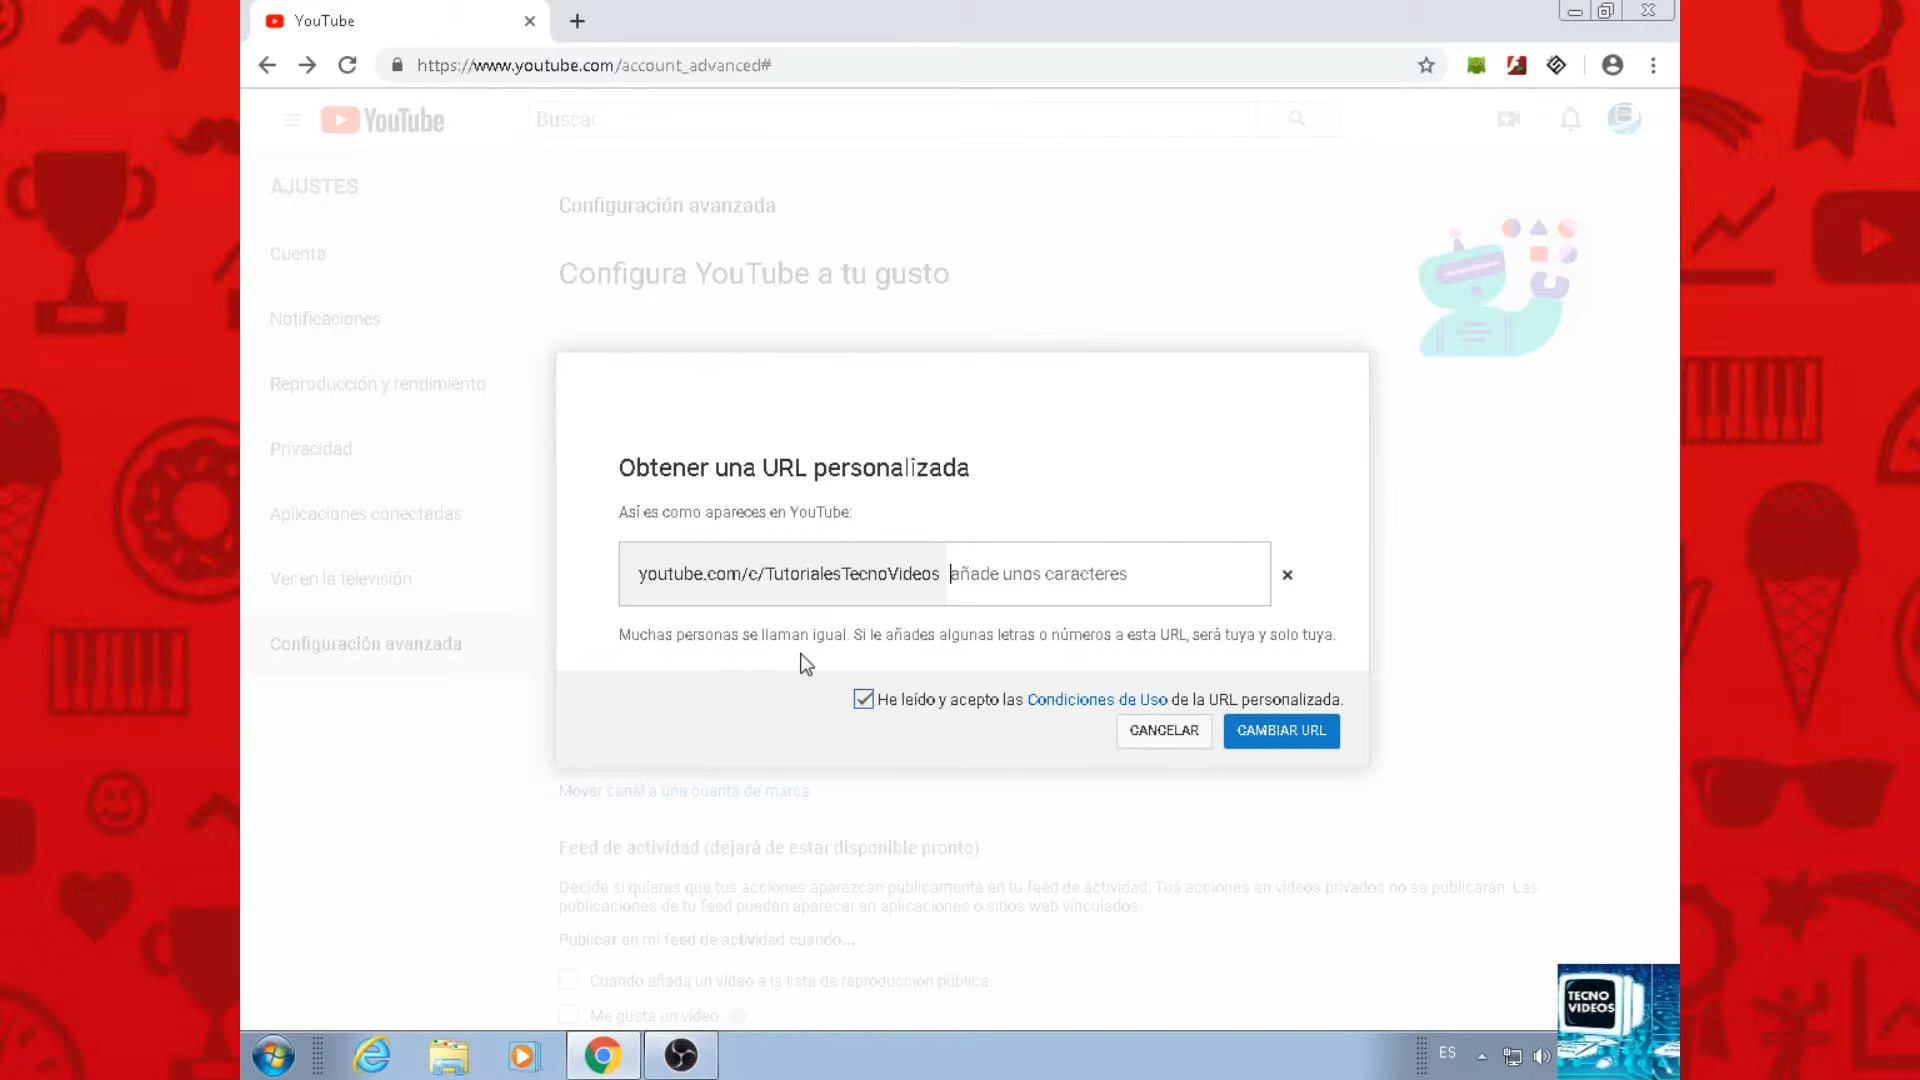 YouTube
https://www.youtube.com/account_advanced#
YouTube
Buscar
AJUSTES
Cuenta
Notificaciones
Reproducción y rendimiento
Privacidad
Aplicaciones conectadas
Ver en la televisión
Configuración avanzada
Configuración avanzada
Configura YouTube a tu gusto
Obtener una URL personalizada
Así es como apareces en YouTube:
youtube.com/c/TutorialesTecnoVideos añade unos caracteres
Muchas personas se llaman igual. Si le añades algunas letras o números a esta URL, será tuya y solo tuya.
He leído y acepto las Condiciones de Uso de la URL personalizada.
CANCELAR CAMBIAR URL
Mover canal a una cuenta de marca
Feed de actividad (dejará de estar disponible pronto)
Decide si quieres que tus acciones aparezcan públicamente en tu feed de actividad. Tus acciones en vídeos privados no se publicarán. Las
publicaciones de tu feed pueden aparecer en aplicaciones o sitios web vinculados.
Publicar en mi feed de actividad cuando...
Cuando añada un vídeo a la lista de reproducción pública
Me gusta un vídeo
ES
TECNO
VIDEOS